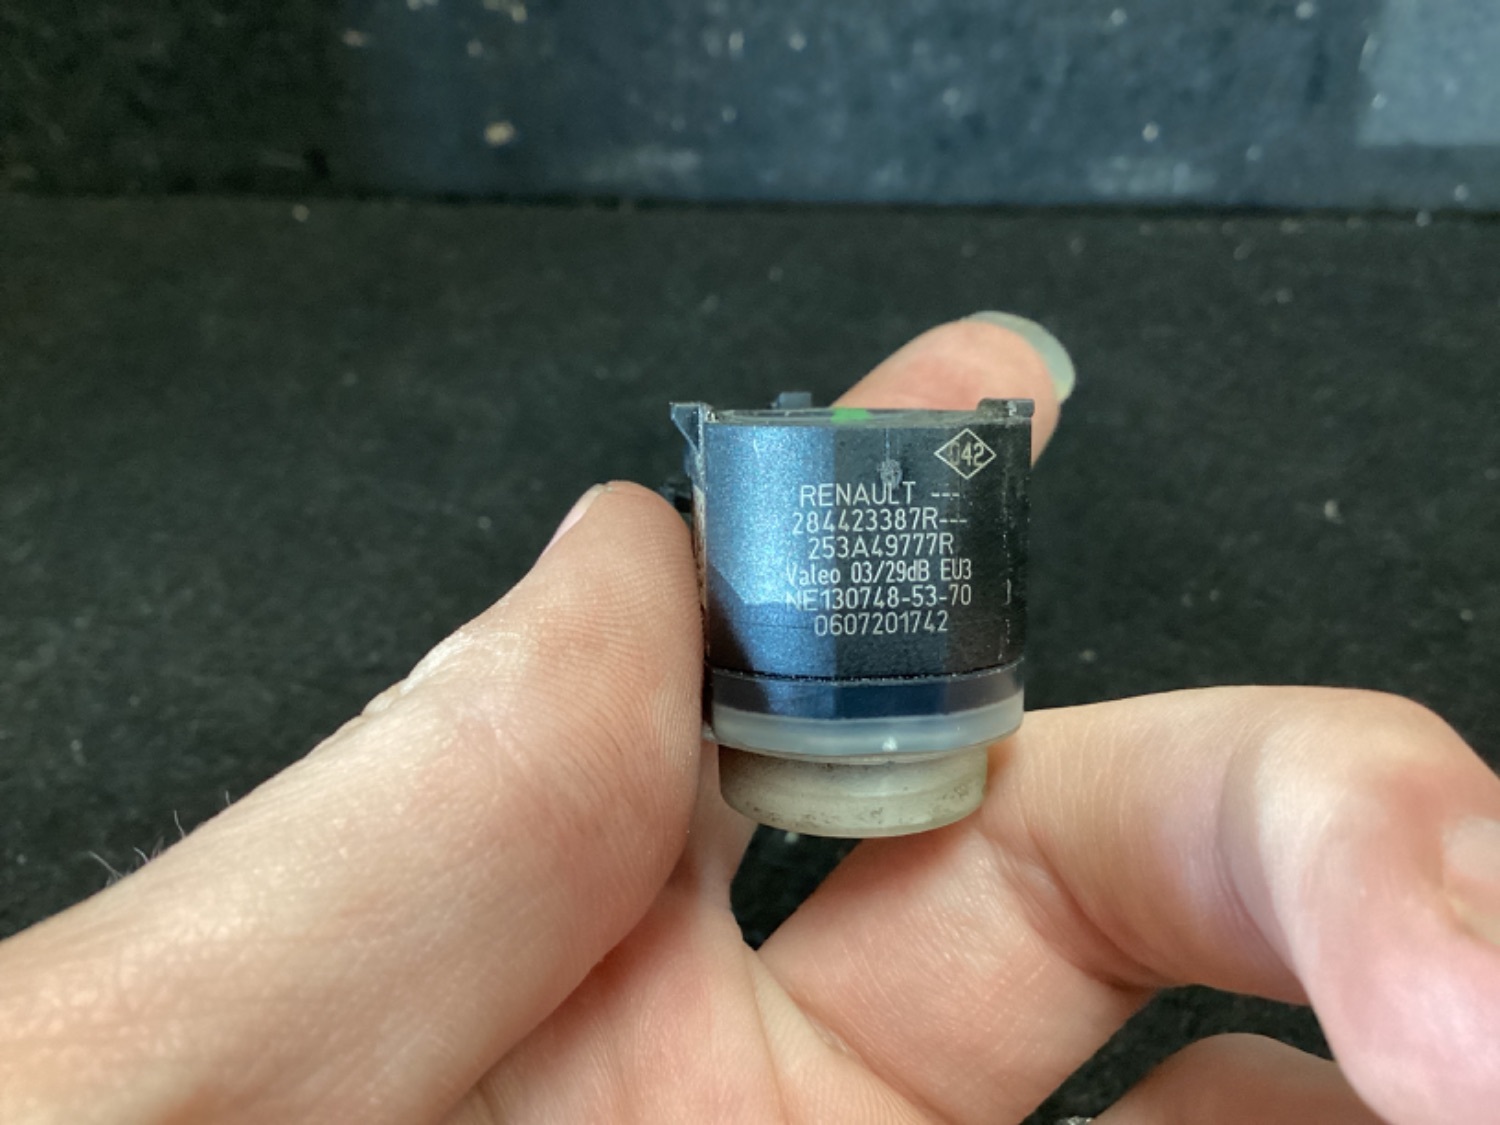 042
RENAULT ---
284423387R---
253A49777R
Valeo 03/29dB EU3
NE130748-53-70
0607201742